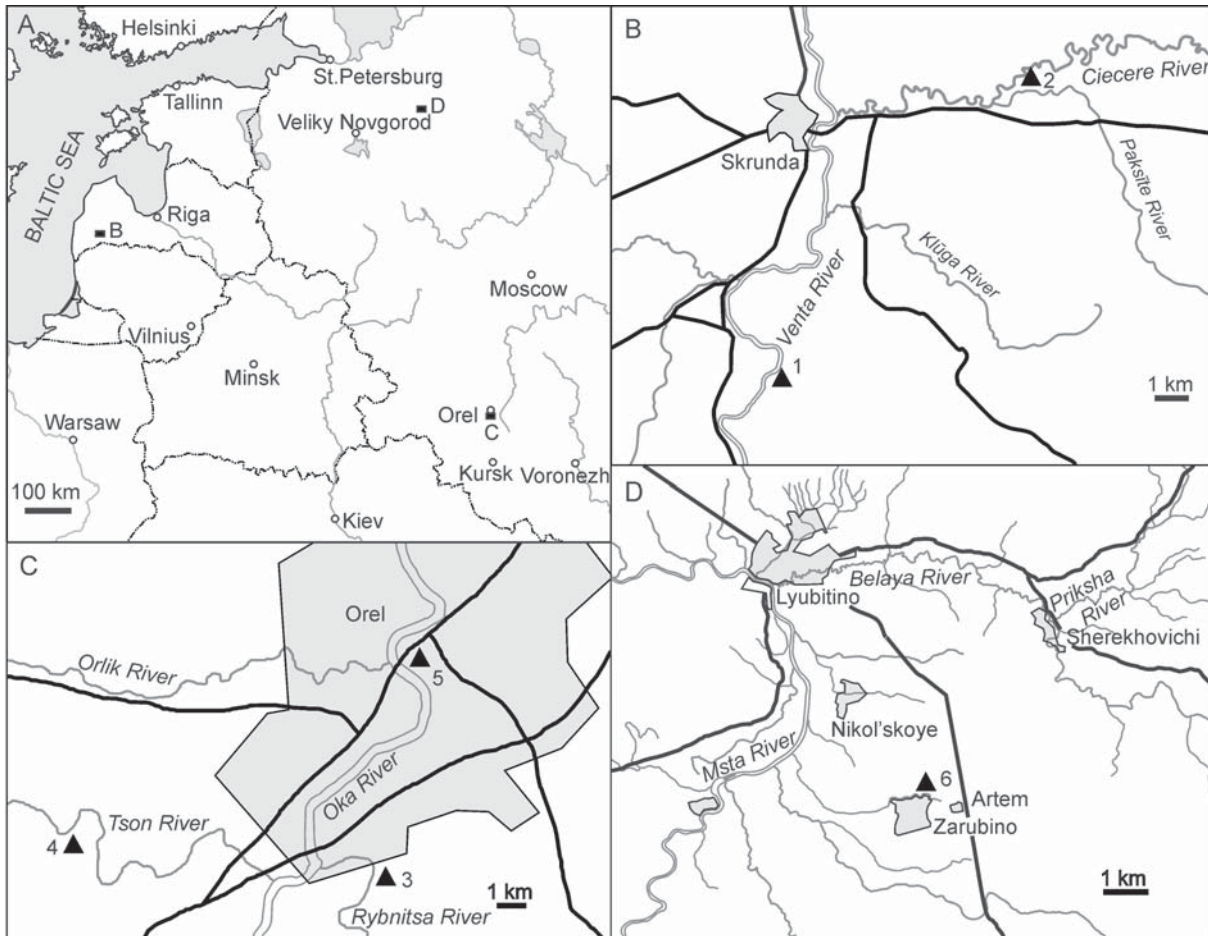 A
Helsinki
St.Petersburg
Tallinn
D
Veliky Novgorod
BALTIC SEA
Riga
B
Moscow
Vilnius
Minsk
Orel
C
Warsaw
Kursk
Voronezh
100 km
Kiev
B
2
Ciecere River
Skrunda
Paksīte River
Klūga River
Venta River
1
1 km
C
Orel
Orlik River
5
Oka River
Tson River
4
3
1 km
Rybnitsa River
D
Belaya River
Lyubitino
Priksha
River
Sherekhovichi
Nikol'skoye
Msta River
6
Artem
Zarubino
1 km